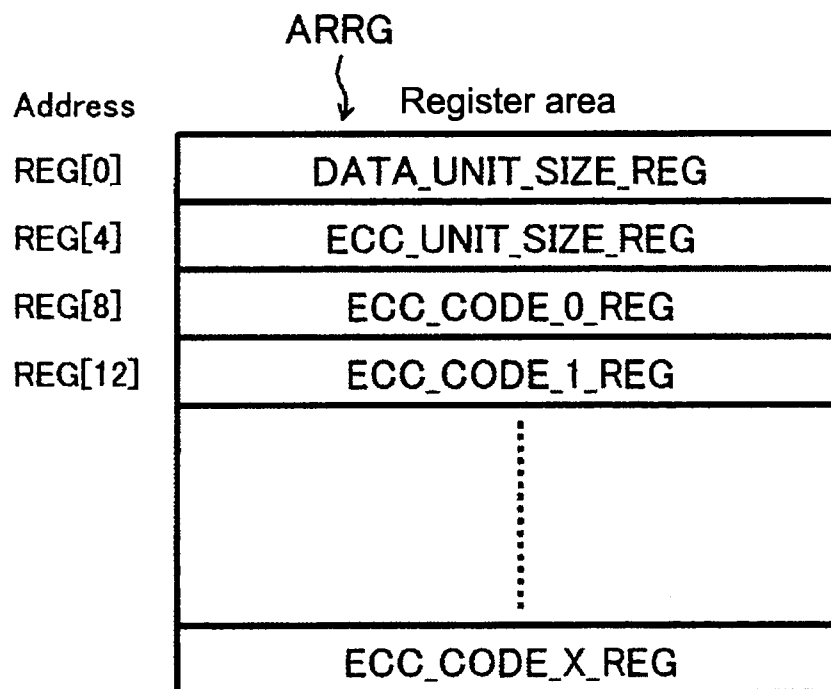 ARRG
Address Register area
REG[0] DATA_UNIT_SIZE_REG
REG[4] ECC_UNIT_SIZE_REG
REG[8] ECC_CODE_0_REG
REG[12] ECC_CODE_1_REG
ECC_CODE_X_REG